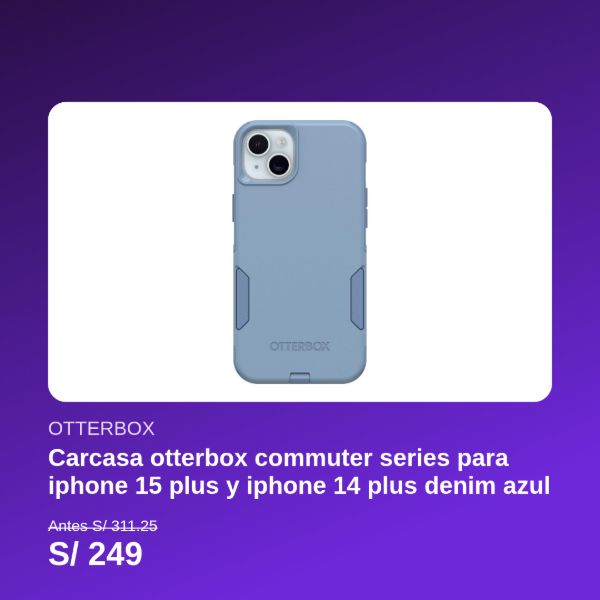 OTTERBOX
OTTERBOX
Carcasa otterbox commuter series para
iphone 15 plus y iphone 14 plus denim azul
Antes S/ 311.25
S/ 249